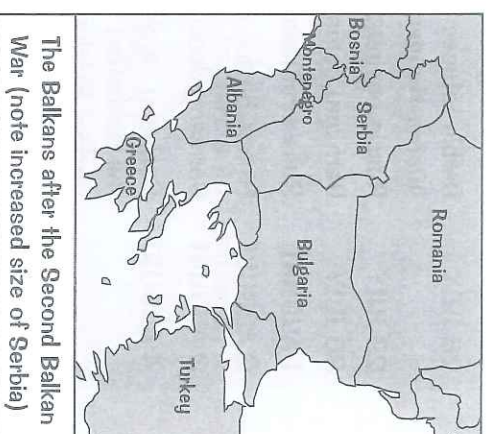 Bosnia
Montenegro
Serbia
Romania
Albania
Bulgaria
Greece
Turkey
The Balkans after the Second Balkan
War (note increased size of Serbia)